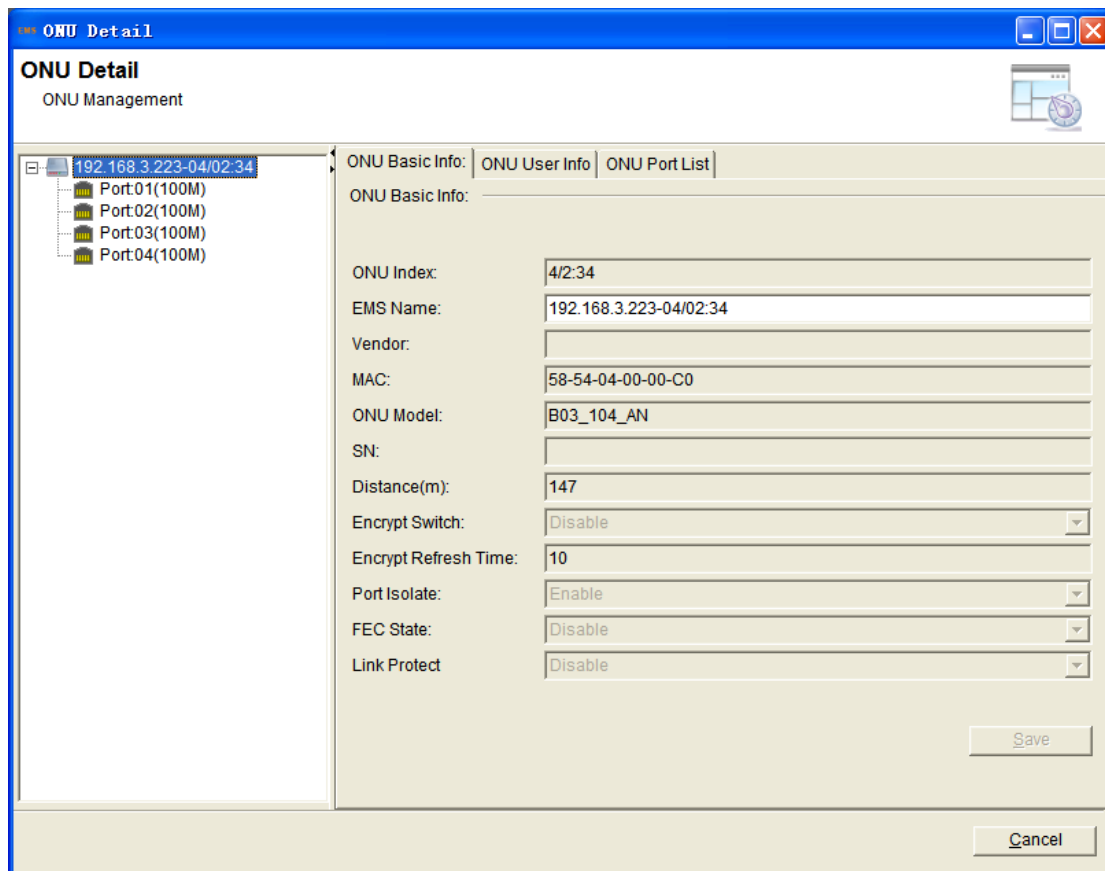 EMS ONU Detail
ONU Detail
ONU Management
192.168.3.223-04/02:34
Port:01(100M)
Port:02(100M)
Port:03(100M)
Port:04(100M)
ONU Basic Info: ONU User Info ONU Port List
ONU Basic Info:
ONU Index: 4/2:34
EMS Name: 192.168.3.223-04/02:34
Vendor:
MAC: 58-54-04-00-00-C0
ONU Model: B03_104_AN
SN:
Distance(m): 147
Encrypt Switch: Disable
Encrypt Refresh Time: 10
Port Isolate: Enable
FEC State: Disable
Link Protect Disable
Save
Cancel